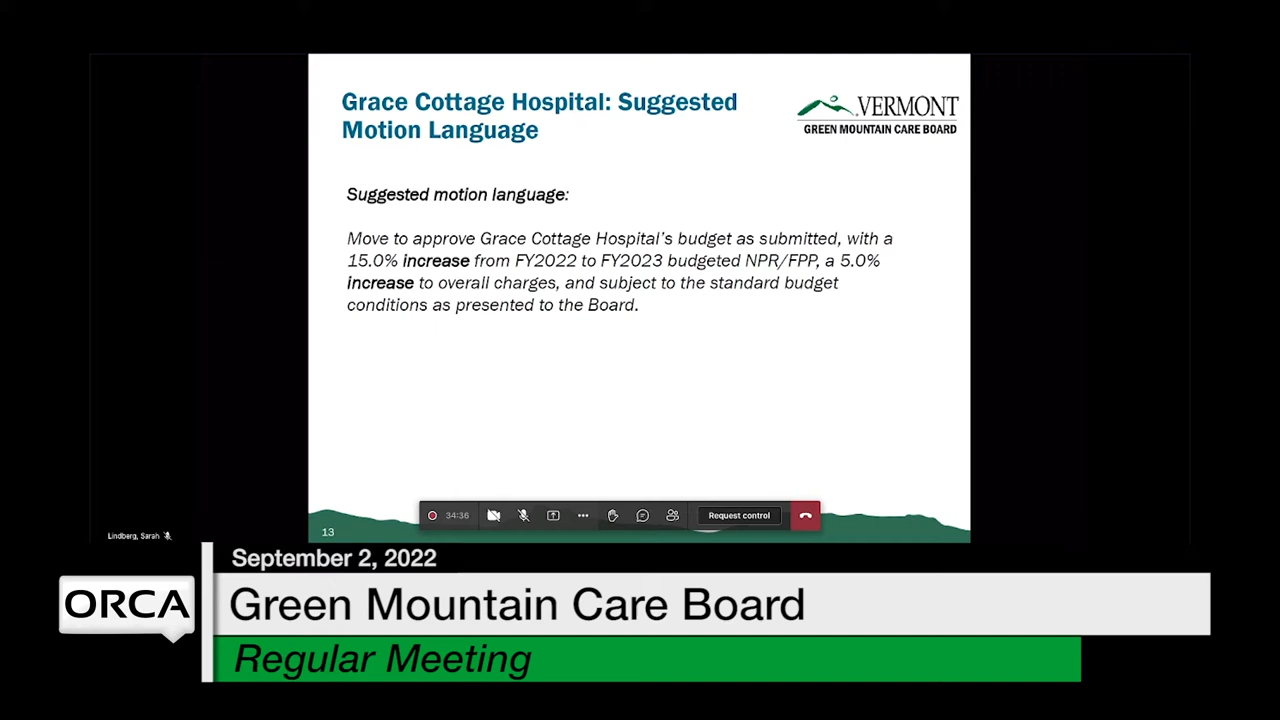 Grace Cottage Hospital: Suggested
Motion Language
VERMONT
GREEN MOUNTAIN CARE BOARD
Suggested motion language:
Move to approve Grace Cottage Hospital's budget as submitted, with a
15.0% increase from FY2022 to FY2023 budgeted NPR/FPP, a 5.0%
increase to overall charges, and subject to the standard budget
conditions as presented to the Board.
34:36
Request control
13
Lindberg, Sarah
September 2, 2022
ORCA
Green Mountain Care Board
Regular Meeting